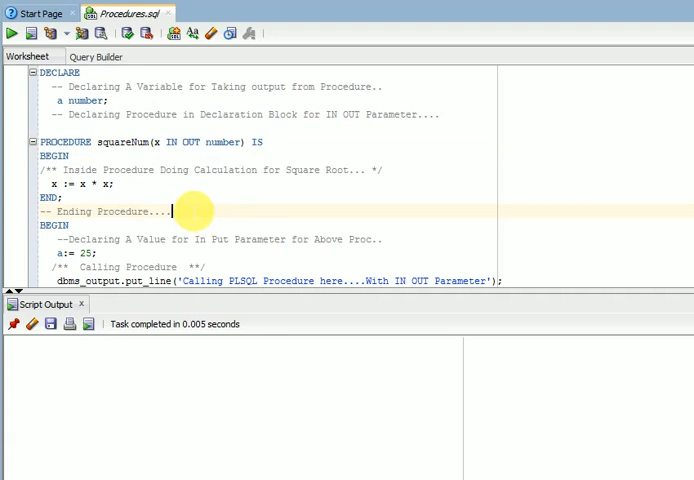 Start Page
Procedures.sql
Worksheet
Query Builder
DECLARE
-- Declaring A Variable for Taking output from Procedure..
a number;
-- Declaring Procedure in Declaration Block for IN OUT Parameter....
PROCEDURE squareNum(x IN OUT number) IS
BEGIN
/** Inside Procedure Doing Calculation for Square Root... */
x := x * x;
END;
-- Ending Procedure....
BEGIN
--Declaring A Value for In Put Parameter for Above Proc..
a:= 25;
/** Calling Procedure **/
dbms_output.put_line('Calling PLSQL Procedure here....With IN OUT Parameter');
Script Output
Task completed in 0.005 seconds